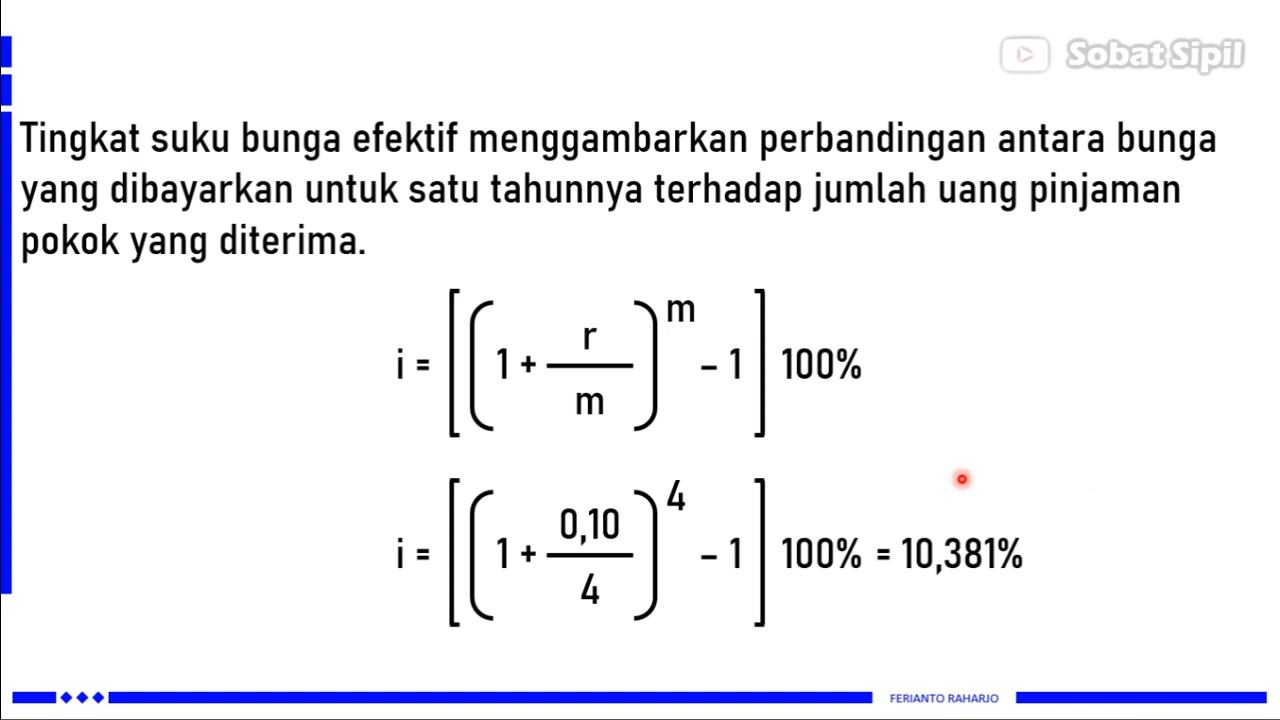 Sobat Sipil
Tingkat suku bunga efektif menggambarkan perbandingan antara bunga
yang dibayarkan untuk satu tahunnya terhadap jumlah uang pinjaman
pokok yang diterima.
i = [(1 + r/m)^m – 1] 100%
i = [(1 + 0,10/4)^4 – 1] 100% = 10,381%
FERIANTO RAHARJO